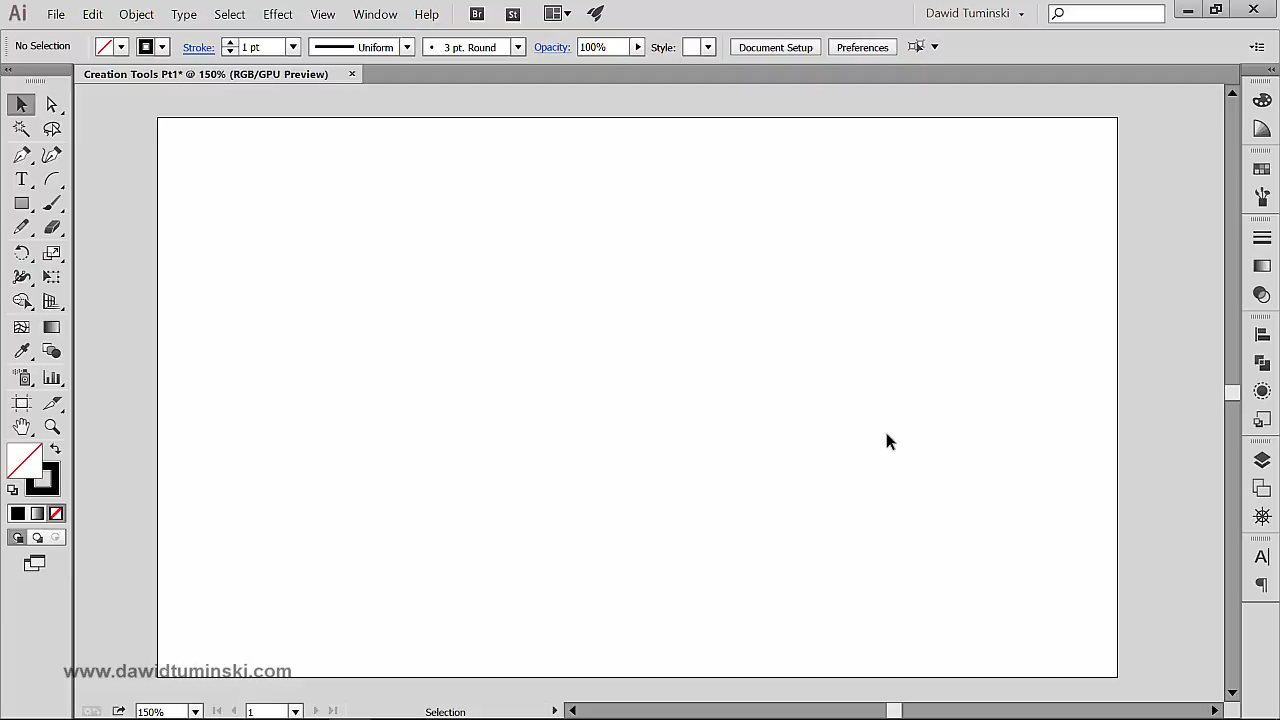 Ai File Edit Object Type Select Effect View Window Help Br St Dawid Tuminski
No Selection Stroke: 1 pt Uniform 3 pt. Round Opacity: 100% Style: Document Setup Preferences
Creation Tools Pt1* @ 150% (RGB/GPU Preview)
www.dawidtuminski.com
150% 1 Selection